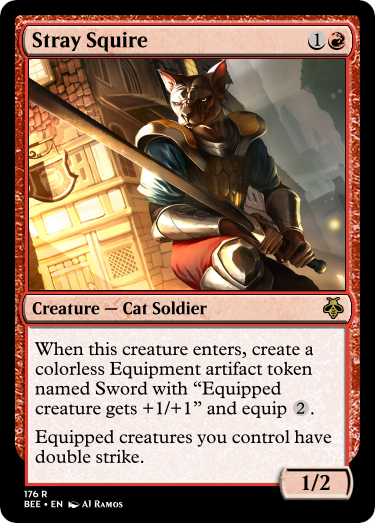 Stray Squire 1
Creature — Cat Soldier
When this creature enters, create a
colorless Equipment artifact token
named Sword with “Equipped
creature gets +1/+1” and equip 2.
Equipped creatures you control have
double strike.
1/2
176 R
BEE • EN AJ Ramos